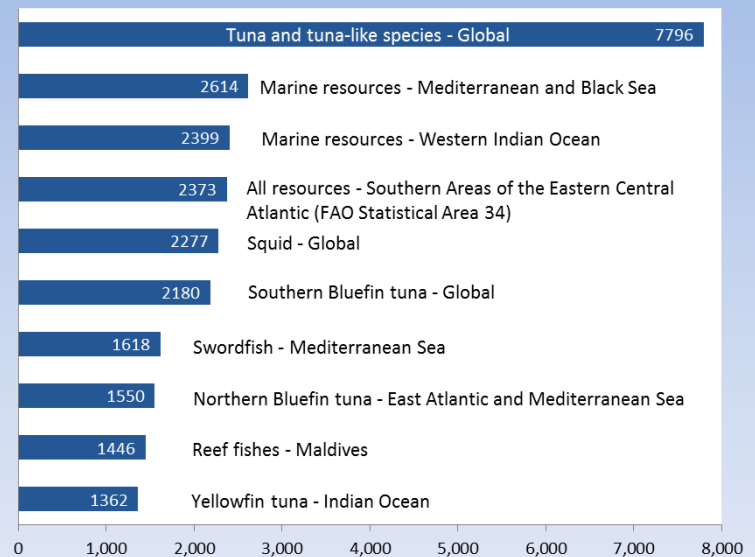 Tuna and tuna-like species - Global 7796
2614 Marine resources - Mediterranean and Black Sea
2399 Marine resources - Western Indian Ocean
2373 All resources - Southern Areas of the Eastern Central
Atlantic (FAO Statistical Area 34)
2277 Squid - Global
2180 Southern Bluefin tuna - Global
1618 Swordfish - Mediterranean Sea
1550 Northern Bluefin tuna - East Atlantic and Mediterranean Sea
1446 Reef fishes - Maldives
1362 Yellowfin tuna - Indian Ocean
0 1,000 2,000 3,000 4,000 5,000 6,000 7,000 8,000